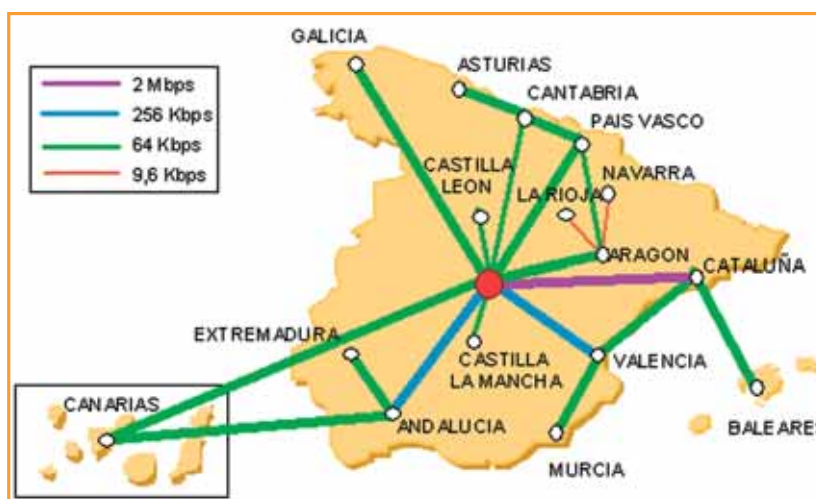 GALICIA
ASTURIAS
CANTABRIA
PAIS VASCO
2 Mbps
256 Kbps
64 Kbps
9,6 Kbps
CASTILLA
LEON
NAVARRA
LA RIOJA
ARAGON
CATALUÑA
EXTREMADURA
CASTILLA
LA MANCHA
VALENCIA
CANARIAS
ANDALUCIA
MURCIA
BALEARES